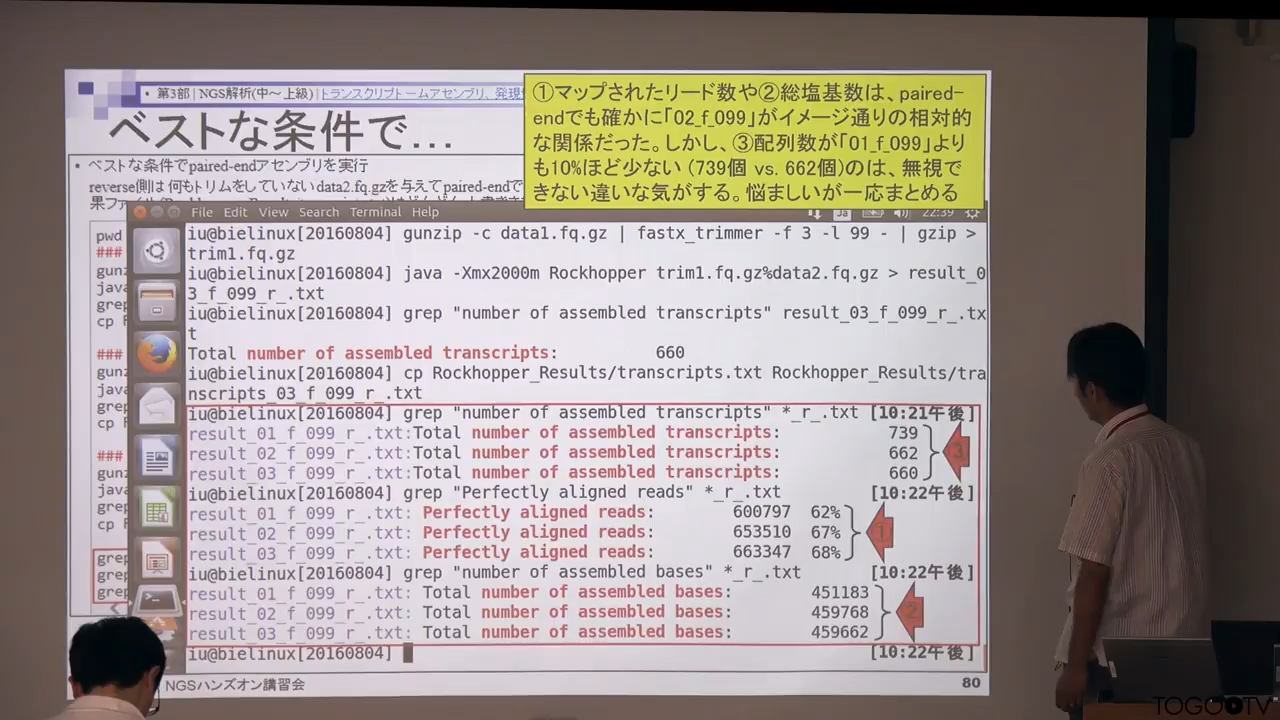 • 第3部 | NGS解析(中～上級) | トランスクリプトームアセンブリ、発現
ベストな条件で…
①マップされたリード数や②総塩基数は、paired-
endでも確かに「02_f_099」がイメージ通りの相対的
な関係だった。しかし、③配列数が「01_f_099」より
も10%ほど少ない (739個 vs. 662個)のは、無視で
きない違いな気がする。悩ましいが一応まとめる
• ベストな条件でpaired-endアセンブリを実行
reverse側は何もトリムをしていないdata2.fq.gzを与えてpaired-endで
File Edit View Search Terminal Help
Ja 22:39
pwd
###
gunz
java
grep
cp F
###
gunz
java
grep
cp F
###
gunz
java
grep
cp F
grep
grep
grep
iu@bielinux[20160804] gunzip -c data1.fq.gz | fastx_trimmer -f 3 -l 99 - | gzip >
trim1.fq.gz
iu@bielinux[20160804] java -Xmx2000m Rockhopper trim1.fq.gz%data2.fq.gz > result_0
3_f_099_r_.txt
iu@bielinux[20160804] grep "number of assembled transcripts" result_03_f_099_r_.tx
t
Total number of assembled transcripts: 660
iu@bielinux[20160804] cp Rockhopper_Results/transcripts.txt Rockhopper_Results/tra
nscripts_03_f_099_r_.txt
iu@bielinux[20160804] grep "number of assembled transcripts" *_r_.txt [10:21午後]
result_01_f_099_r_.txt:Total number of assembled transcripts: 739
result_02_f_099_r_.txt:Total number of assembled transcripts: 662
result_03_f_099_r_.txt:Total number of assembled transcripts: 660
③
iu@bielinux[20160804] grep "Perfectly aligned reads" *_r_.txt [10:22午後]
result_01_f_099_r_.txt: Perfectly aligned reads: 600797 62%
result_02_f_099_r_.txt: Perfectly aligned reads: 653510 67%
result_03_f_099_r_.txt: Perfectly aligned reads: 663347 68%
①
iu@bielinux[20160804] grep "number of assembled bases" *_r_.txt [10:22午後]
result_01_f_099_r_.txt: Total number of assembled bases: 451183
result_02_f_099_r_.txt: Total number of assembled bases: 459768
result_03_f_099_r_.txt: Total number of assembled bases: 459662
②
iu@bielinux[20160804] [10:22午後]
NGSハンズオン講習会
80
TOGOTV